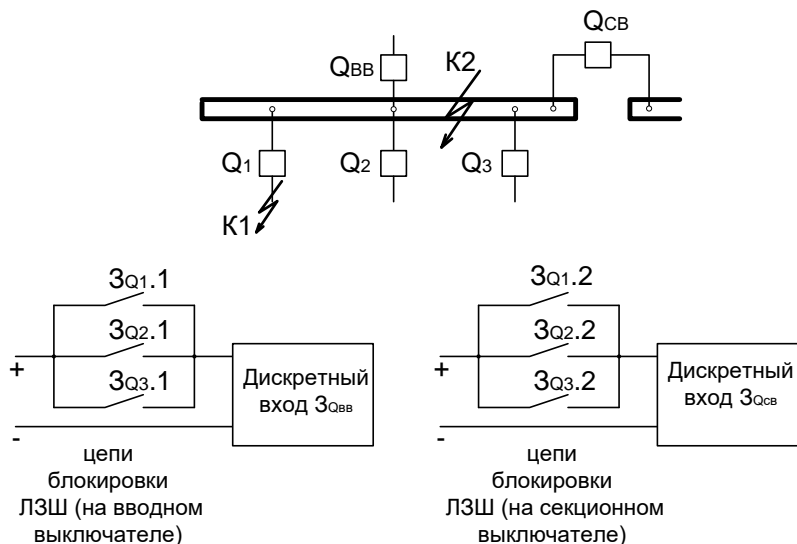 QСВ
QВВ
К2
Q1
Q2
Q3
К1
ЗQ1.1
ЗQ2.1
ЗQ3.1
+
-
Дискретный
вход ЗQвв
цепи
блокировки
ЛЗШ (на вводном
выключателе)
ЗQ1.2
ЗQ2.2
ЗQ3.2
+
-
Дискретный
вход ЗQсв
цепи
блокировки
ЛЗШ (на секционном
выключателе)